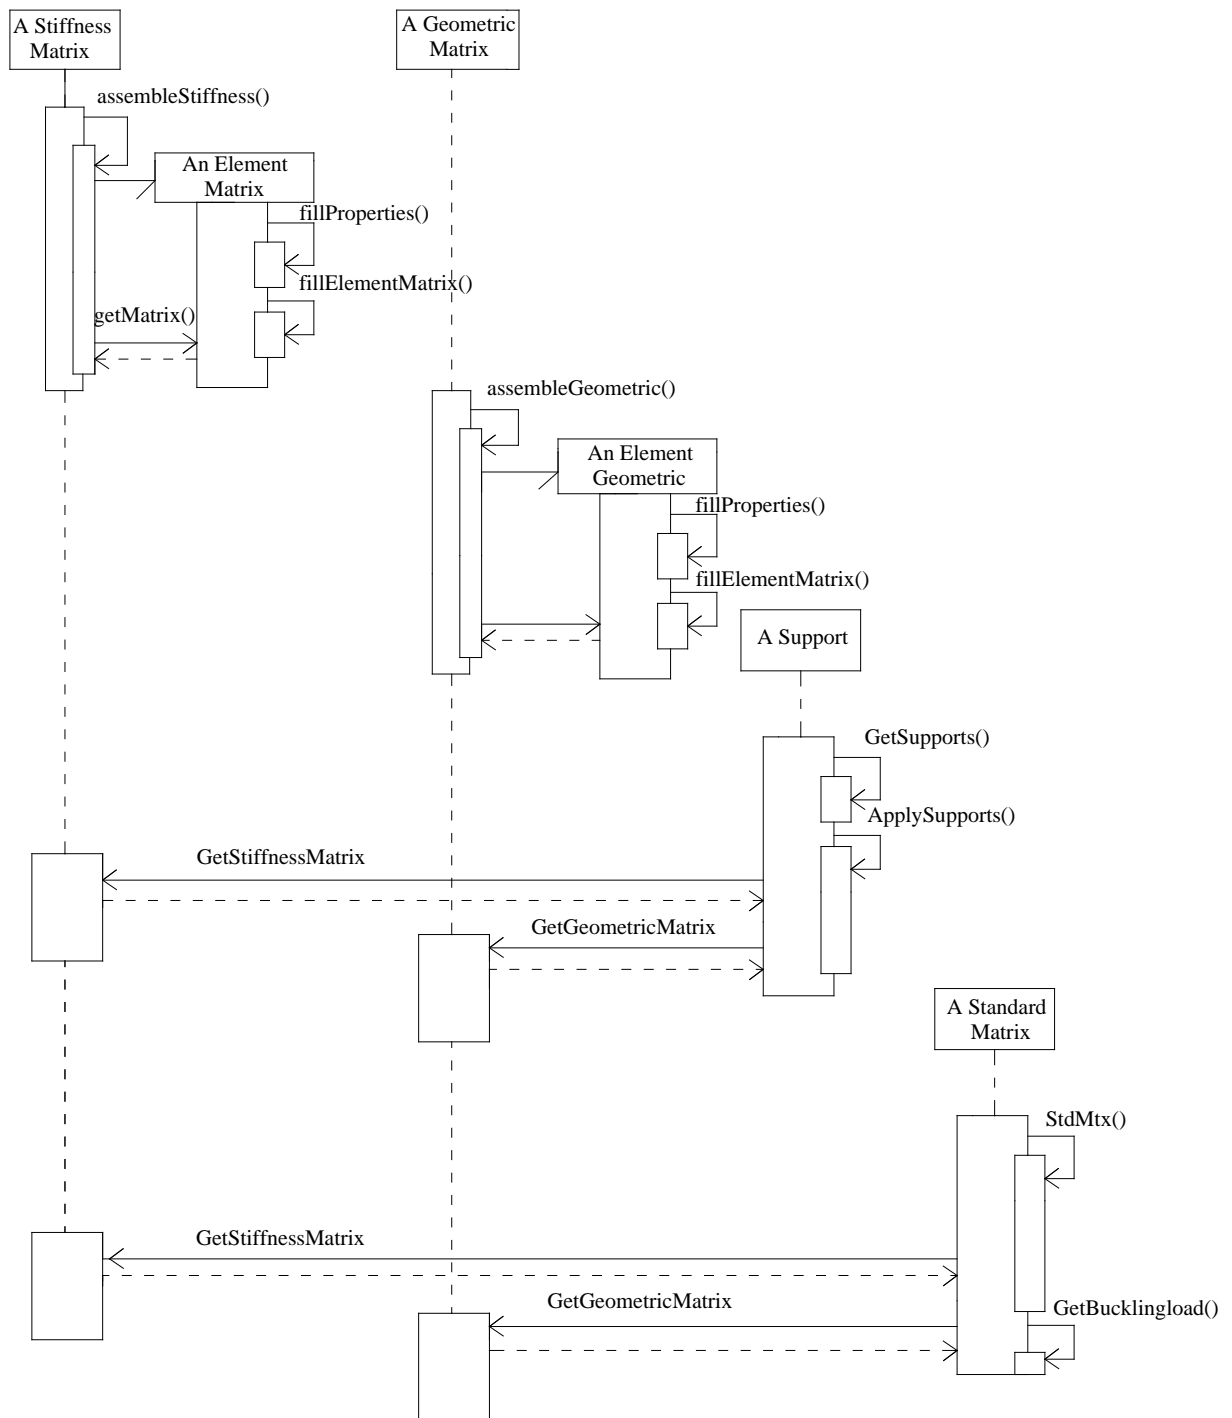 A Stiffness
Matrix
A Geometric
Matrix
assembleStiffness()
An Element
Matrix
fillProperties()
fillElementMatrix()
getMatrix()
assembleGeometric()
An Element
Geometric
fillProperties()
fillElementMatrix()
A Support
GetSupports()
ApplySupports()
GetStiffnessMatrix
GetGeometricMatrix
A Standard
Matrix
StdMtx()
GetStiffnessMatrix
GetGeometricMatrix
GetBucklingload()